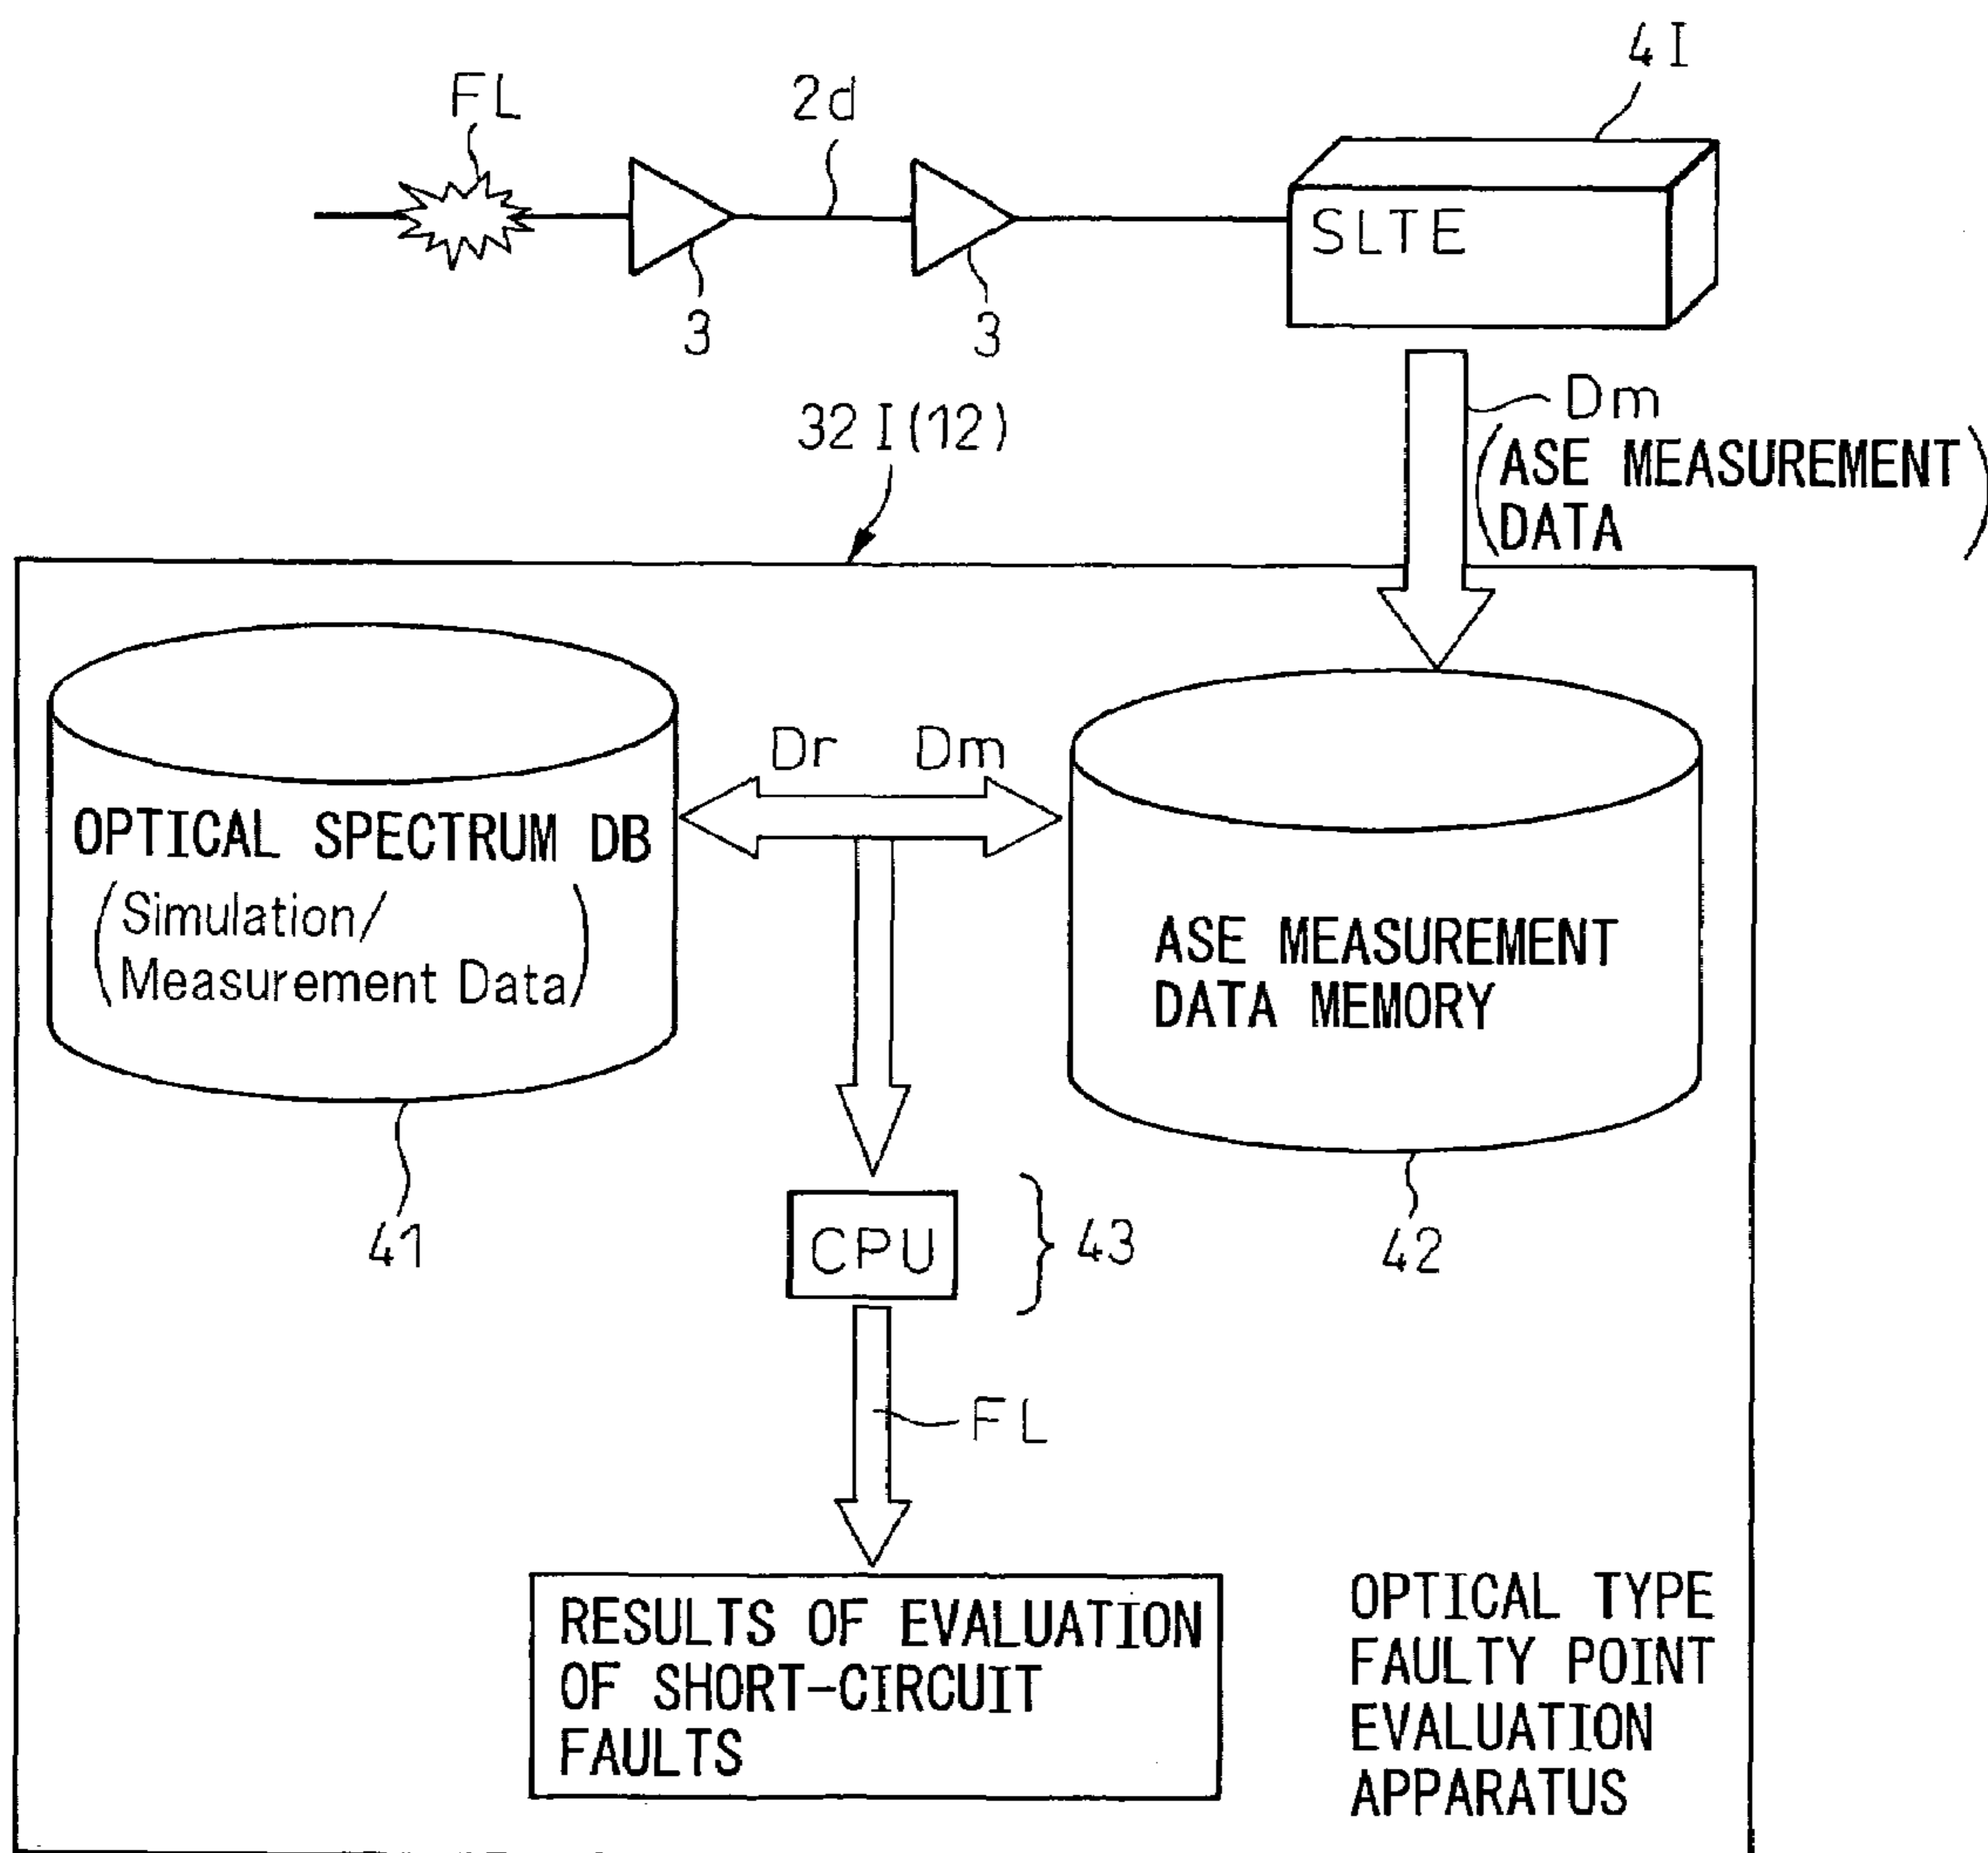 4I
FL
2d
SLTE
3
3
Dm
(ASE MEASUREMENT
DATA)
32I(12)
Dr
Dm
OPTICAL SPECTRUM DB
(Simulation/
Measurement Data)
ASE MEASUREMENT
DATA MEMORY
41
CPU
43
42
FL
RESULTS OF EVALUATION
OF SHORT-CIRCUIT
FAULTS
OPTICAL TYPE
FAULTY POINT
EVALUATION
APPARATUS